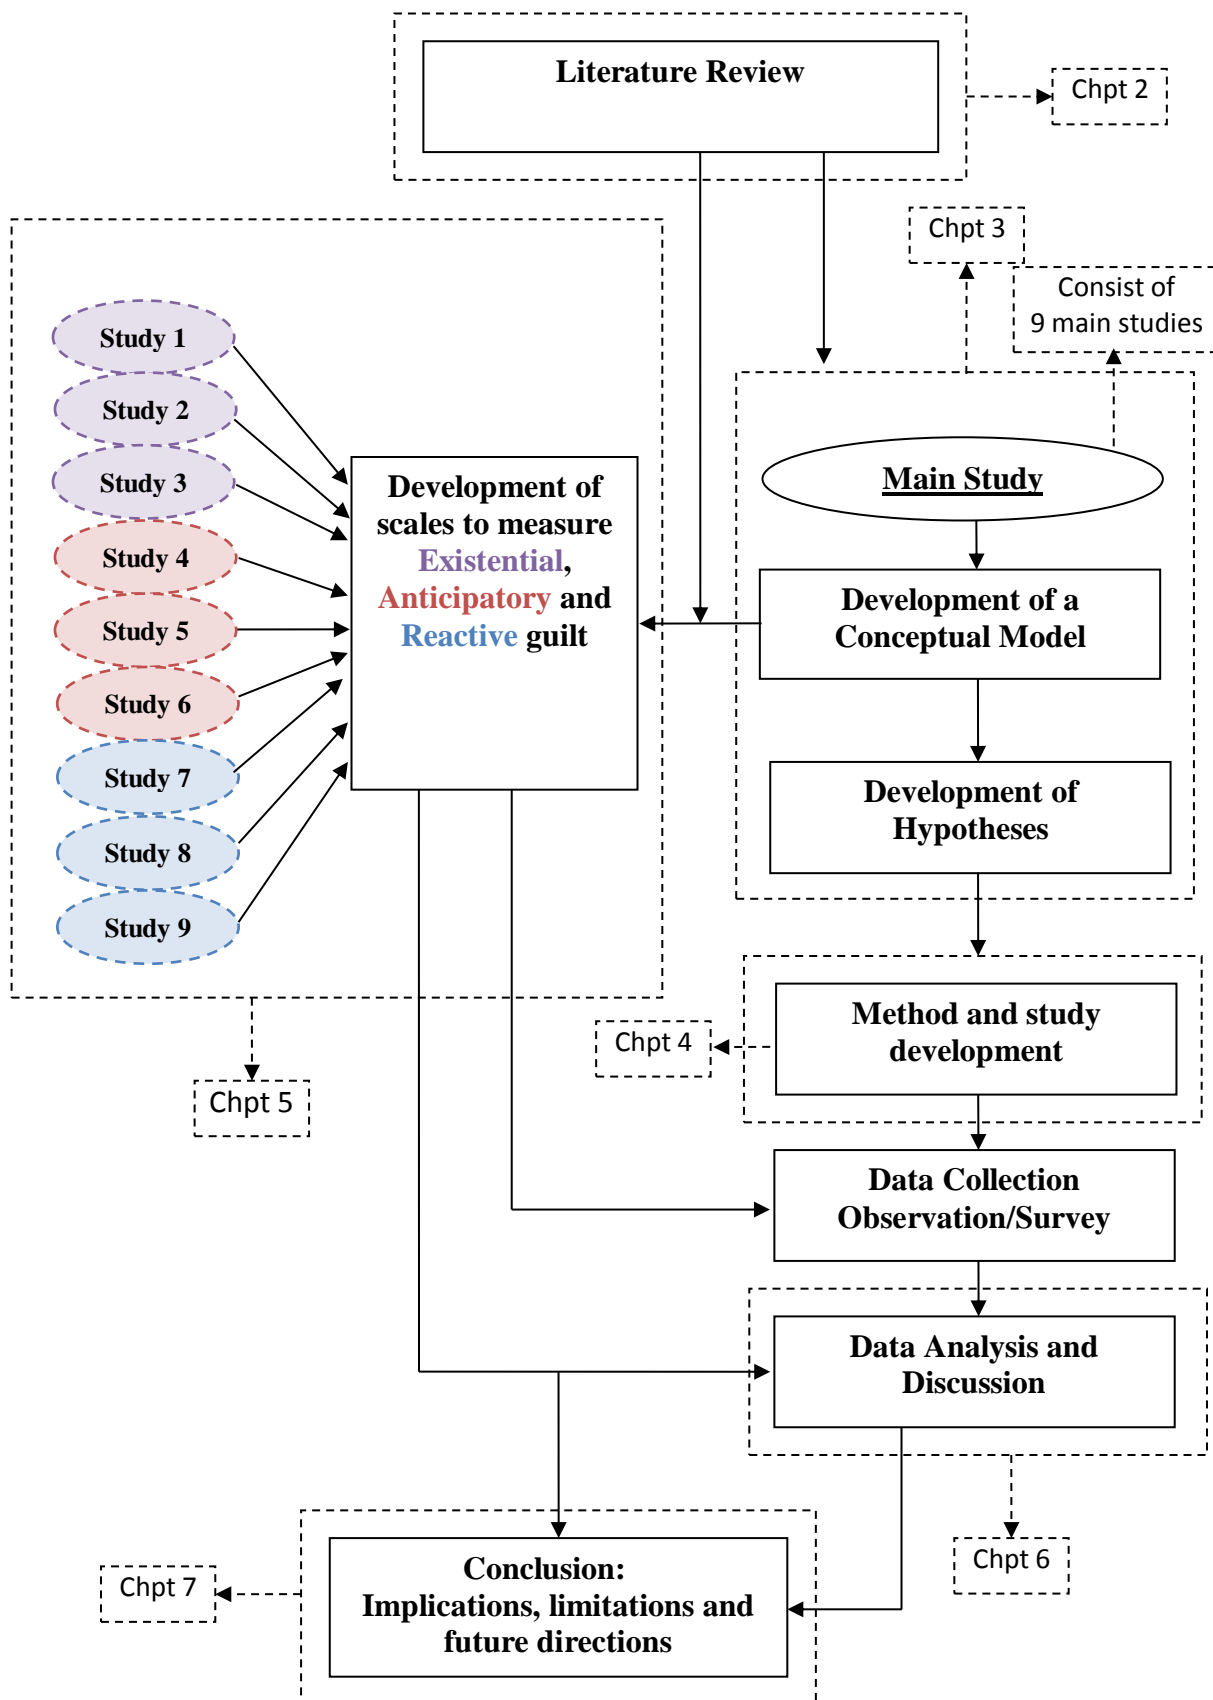 Literature Review
Chpt 2
Chpt 3
Consist of
9 main studies
Study 1
Study 2
Study 3
Study 4
Study 5
Study 6
Study 7
Study 8
Study 9
Development of
scales to measure
Existential,
Anticipatory and
Reactive guilt
Main Study
Development of a
Conceptual Model
Development of
Hypotheses
Method and study
development
Chpt 4
Chpt 5
Data Collection
Observation/Survey
Data Analysis and
Discussion
Chpt 6
Conclusion:
Implications, limitations and
future directions
Chpt 7